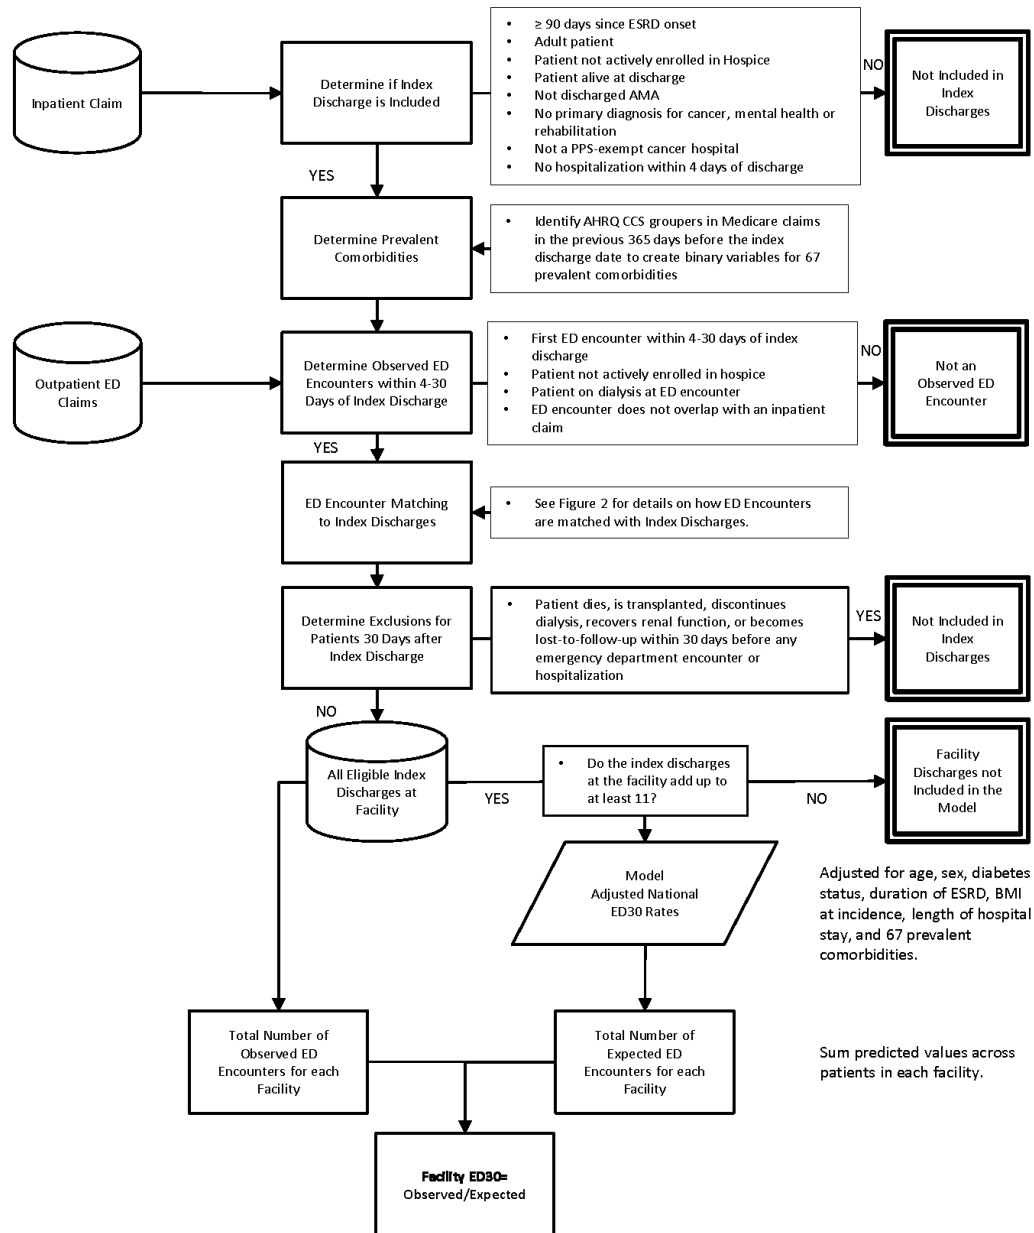 Inpatient Claim
Determine if Index
Discharge is Included
• ≥ 90 days since ESRD onset
• Adult patient
• Patient not actively enrolled in Hospice
• Patient alive at discharge
• Not discharged AMA
• No primary diagnosis for cancer, mental health or
rehabilitation
• Not a PPS-exempt cancer hospital
• No hospitalization within 4 days of discharge
NO
Not Included in
Index
Discharges
YES
Determine Prevalent
Comorbidities
• Identify AHRQ CCS groupers in Medicare claims
in the previous 365 days before the index
discharge date to create binary variables for 67
prevalent comorbidities
Outpatient ED
Claims
Determine Observed ED
Encounters within 4-30
Days of Index Discharge
• First ED encounter within 4-30 days of index
discharge
• Patient not actively enrolled in hospice
• Patient on dialysis at ED encounter
• ED encounter does not overlap with an inpatient
claim
NO
Not an
Observed ED
Encounter
YES
ED Encounter Matching
to Index Discharges
• See Figure 2 for details on how ED Encounters
are matched with Index Discharges.
Determine Exclusions for
Patients 30 Days after
Index Discharge
• Patient dies, is transplanted, discontinues
dialysis, recovers renal function, or becomes
lost-to-follow-up within 30 days before any
emergency department encounter or
hospitalization
YES
Not Included in
Index
Discharges
NO
All Eligible Index
Discharges at
Facility
YES
• Do the index discharges
at the facility add up to
at least 11?
NO
Facility
Discharges not
Included in the
Model
Model
Adjusted National
ED30 Rates
Adjusted for age, sex, diabetes
status, duration of ESRD, BMI
at incidence, length of hospital
stay, and 67 prevalent
comorbidities.
Total Number of
Observed ED
Encounters for each
Facility
Total Number of
Expected ED
Encounters for each
Facility
Sum predicted values across
patients in each facility.
Facility ED30=
Observed/Expected